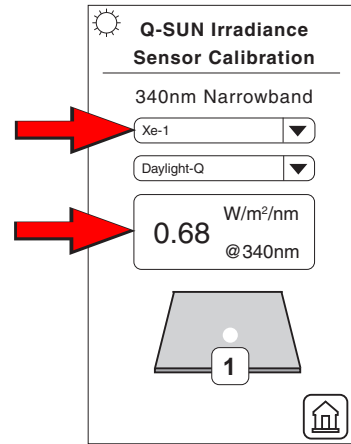 Q-SUN Irradiance
Sensor Calibration
340nm Narrowband
Xe-1
Daylight-Q
0.68 W/m²/nm
@340nm
1